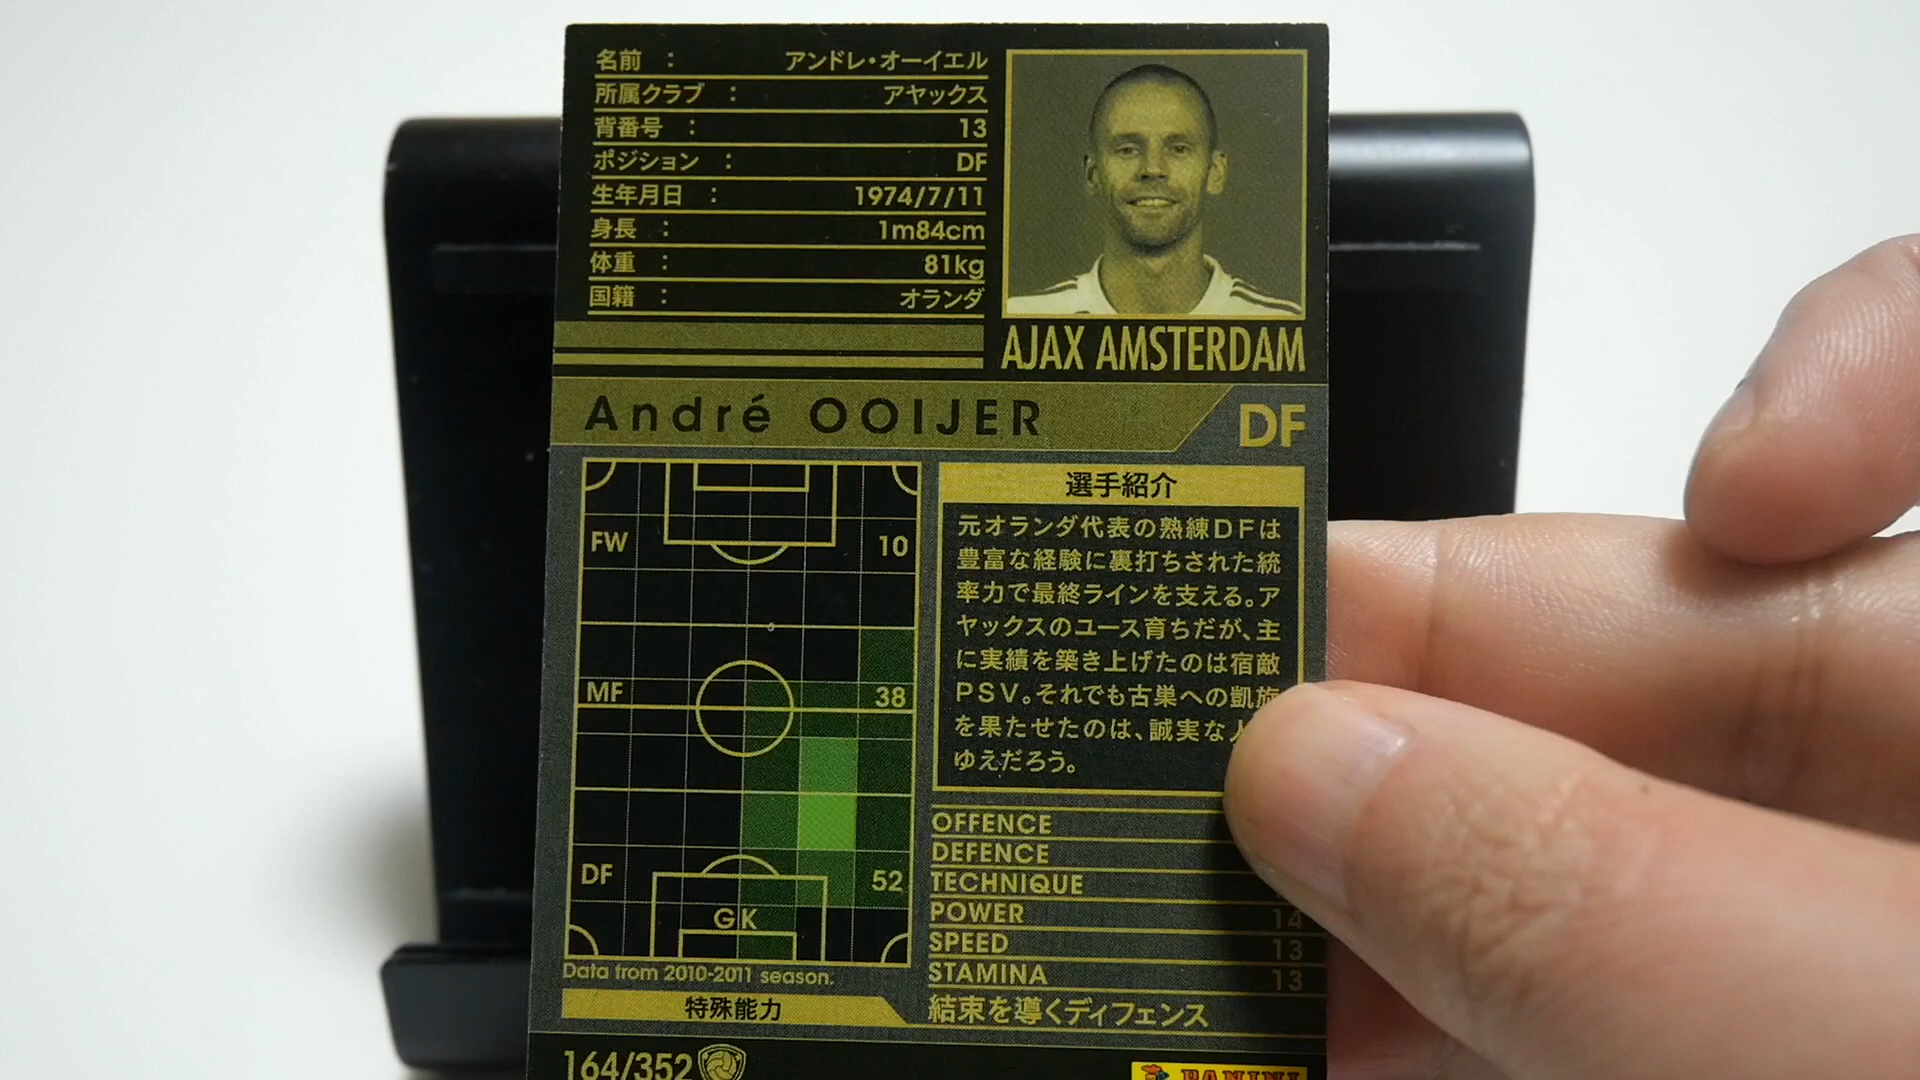 名前 : アンドレ・オーイエル
所属クラブ : アヤックス
背番号 : 13
ポジション : DF
生年月日 : 1974/7/11
身長 : 1m84cm
体重 : 81kg
国籍 : オランダ
AJAX AMSTERDAM
André OOIJER
DF
FW 10
MF 38
DF 52
GK
Data from 2010-2011 season.
選手紹介
元オランダ代表の熟練DFは
豊富な経験に裏打ちされた統
率力で最終ラインを支える。ア
ヤックスのユース育ちだが、主
に実績を築き上げたのは宿敵
PSV。それでも古巣への凱旋
を果たせたのは、誠実な人
ゆえだろう。
OFFENCE
DEFENCE
TECHNIQUE
POWER 14
SPEED 13
STAMINA 13
特殊能力 結束を導くディフェンス
164/352
PANINI